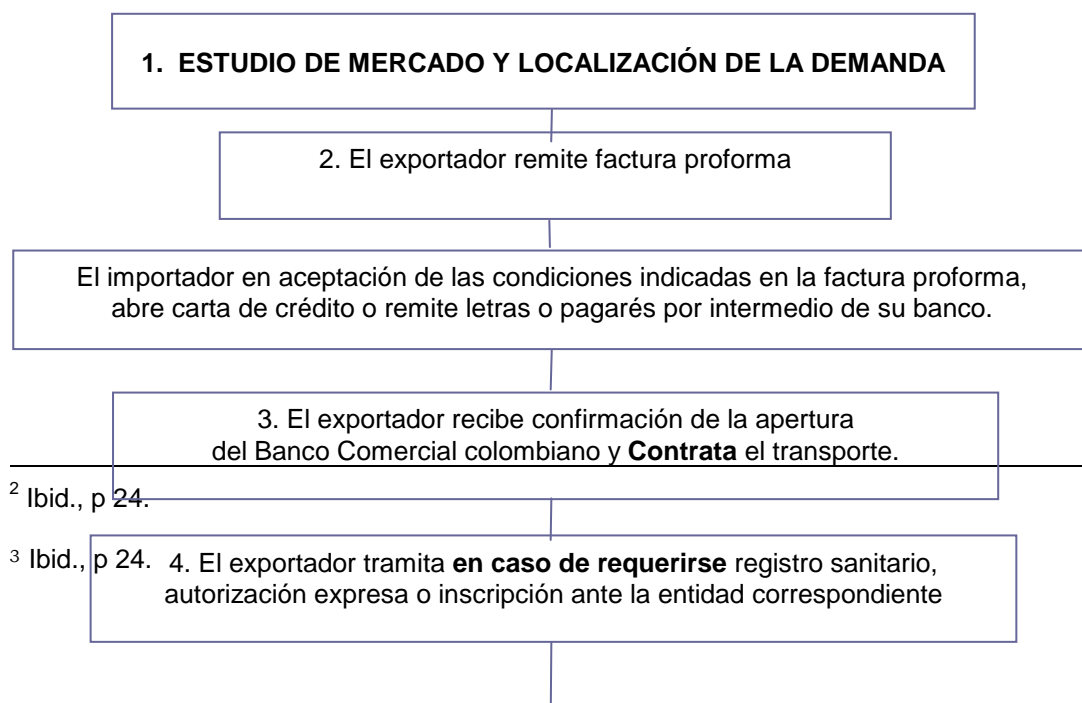 1. ESTUDIO DE MERCADO Y LOCALIZACIÓN DE LA DEMANDA
2. El exportador remite factura proforma
El importador en aceptación de las condiciones indicadas en la factura proforma,
abre carta de crédito o remite letras o pagarés por intermedio de su banco.
3. El exportador recibe confirmación de la apertura
del Banco Comercial colombiano y Contrata el transporte.
2 Ibid., p 24.
3 Ibid., p 24.
4. El exportador tramita en caso de requerirse registro sanitario,
autorización expresa o inscripción ante la entidad correspondiente